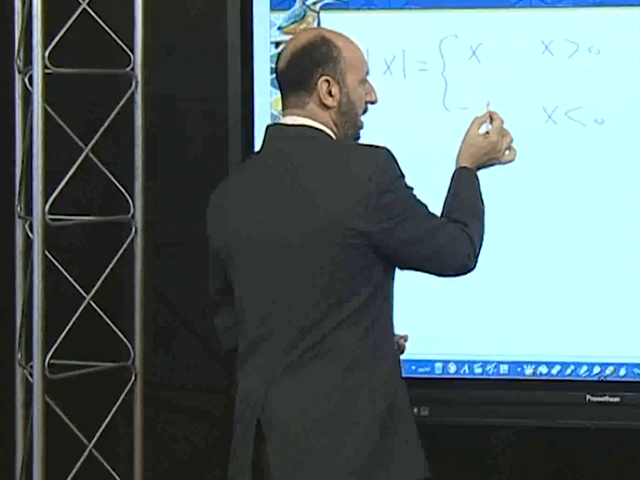 |x| = { x x > 0
- x < 0
Promethean